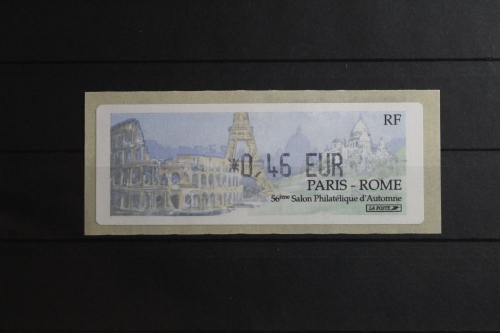 RF
*0,46 EUR
PARIS - ROME
56ème Salon Philatélique d'Automne
LA POSTE